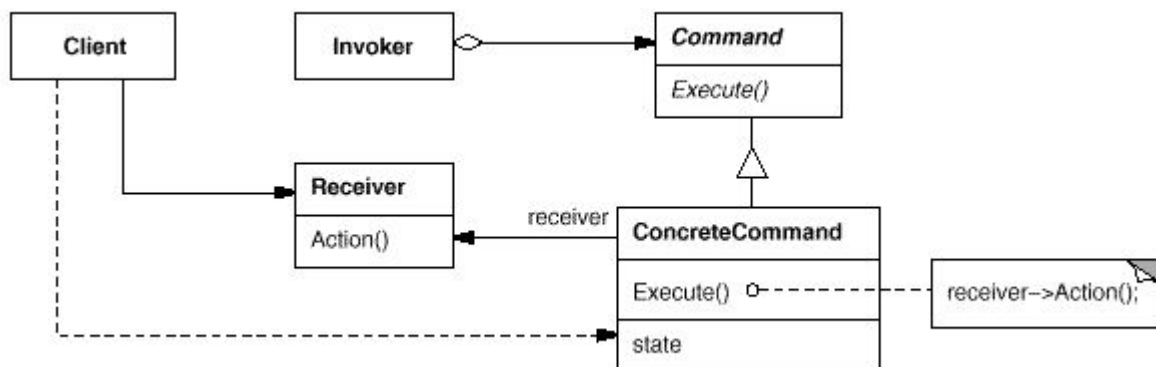 Client
Invoker
Command
Execute()
Receiver
Action()
receiver
ConcreteCommand
Execute()
receiver–>Action();
state